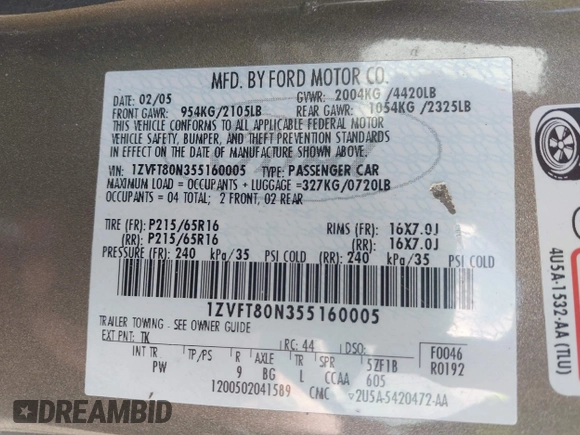 MFD. BY FORD MOTOR CO.
DATE: 02/05 GVWR: 2004KG /4420LB
FRONT GAWR: 954KG/2105LB REAR GAWR: 1054KG /2325LB
THIS VEHICLE CONFORMS TO ALL APPLICABLE FEDERAL MOTOR
VEHICLE SAFETY, BUMPER, AND THEFT PREVENTION STANDARDS
IN EFFECT ON THE DATE OF MANUFACTURE SHOWN ABOVE.
VIN: 1ZVFT80N355160005 TYPE: PASSENGER CAR
MAXIMUM LOAD = OCCUPANTS + LUGGAGE =327KG/0720LB
OCCUPANTS = 04 TOTAL; 2 FRONT, 02 REAR
TIRE (FR): P215/65R16 RIMS (FR): 16X7.0J
(RR): P215/65R16 (RR): 16X7.0J
PRESSURE (FR): 240 kPa/35 PSI COLD (RR): 240 kPa/35 PSI COLD
1ZVFT80N355160005
TRAILER TOWING - SEE OWNER GUIDE
EXT PNT: TK RC: 44 DSO: F0046
INT TR TP/PS R AXLE TR SPR 5ZF1B R0192
PW 9 BG L CCAA 605
1200502041589 CMC 2U5A-5420472-AA
4U5A-1532-AA (TLU)
DREAMBID